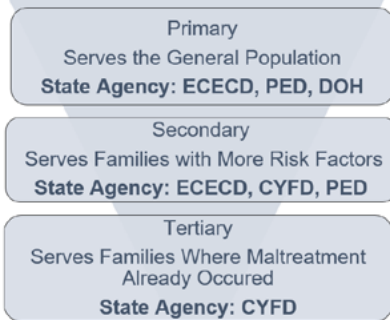 Primary
Serves the General Population
State Agency: ECECD, PED, DOH
Secondary
Serves Families with More Risk Factors
State Agency: ECECD, CYFD, PED
Tertiary
Serves Families Where Maltreatment
Already Occured
State Agency: CYFD